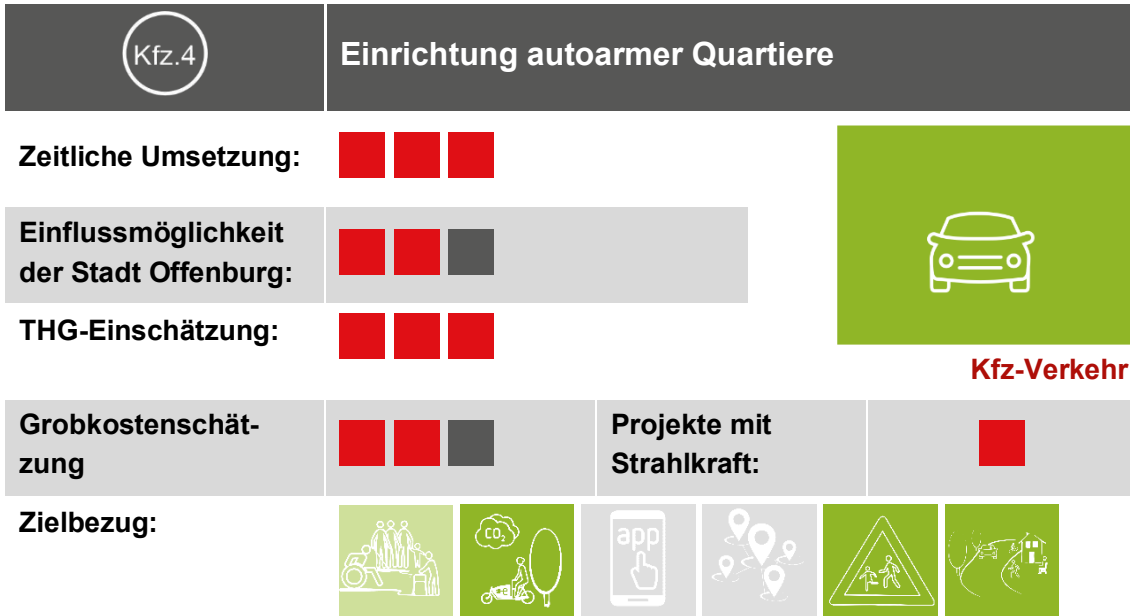 Kfz.4
Einrichtung autoarmer Quartiere
Zeitliche Umsetzung:
Einflussmöglichkeit
der Stadt Offenburg:
THG-Einschätzung:
Kfz-Verkehr
Grobkostenschät-
zung
Projekte mit
Strahlkraft:
Zielbezug:
CO₂
app